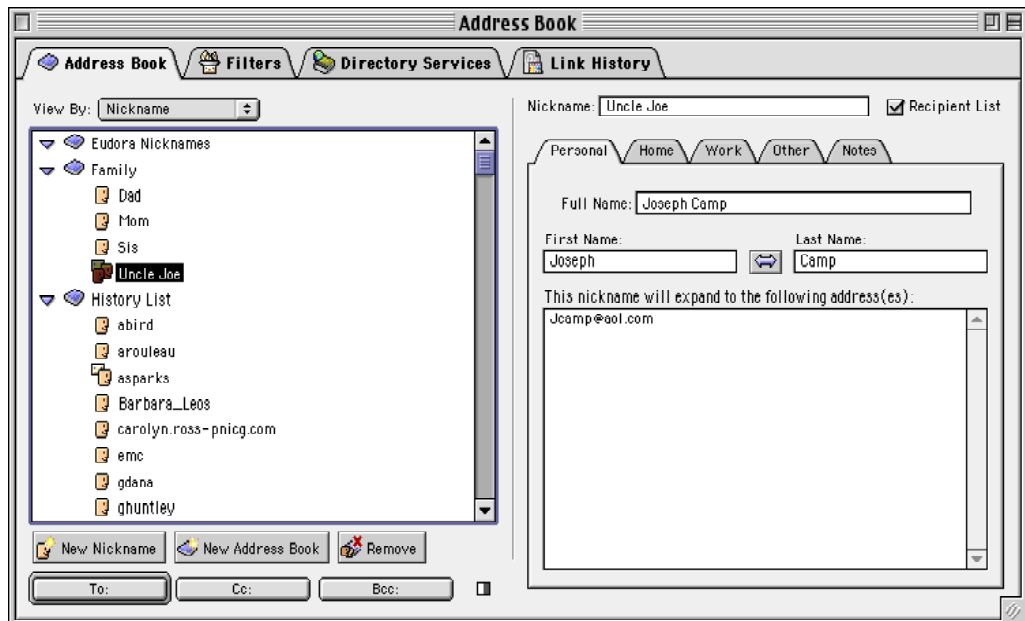 Address Book
Address Book Filters Directory Services Link History
View By: Nickname
Eudora Nicknames
Family
Dad
Mom
Sis
Uncle Joe
History List
abird
arouleau
asparks
Barbara_Leos
carolyn.ross-pnicg.com
emc
gdana
ghuntley
New Nickname New Address Book Remove
To: Cc: Bcc:
Nickname: Uncle Joe Recipient List
Personal Home Work Other Notes
Full Name: Joseph Camp
First Name: Last Name:
Joseph Camp
This nickname will expand to the following address(es):
Jcamp@aol.com